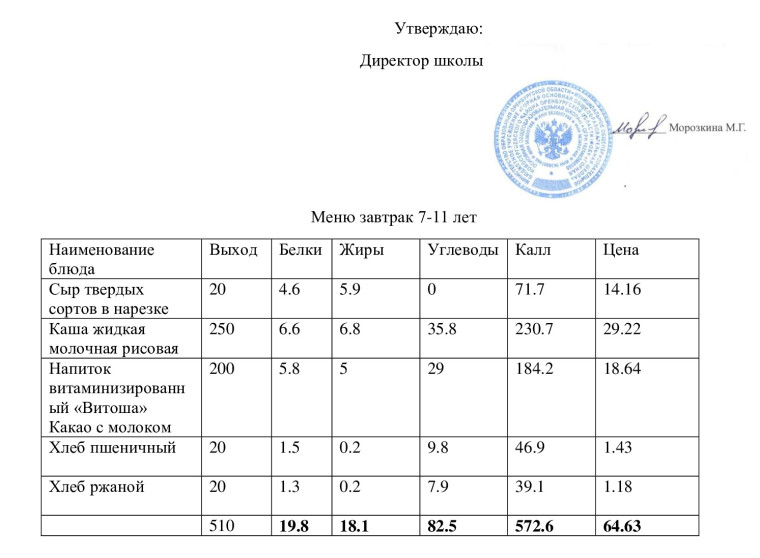 Утверждаю:
Директор школы
Морозкина М.Г.
Меню завтрак 7-11 лет
Наименование блюда Выход Белки Жиры Углеводы Калл Цена
Сыр твердых сортов в нарезке 20 4.6 5.9 0 71.7 14.16
Каша жидкая молочная рисовая 250 6.6 6.8 35.8 230.7 29.22
Напиток витаминизированный «Витоша» Какао с молоком 200 5.8 5 29 184.2 18.64
Хлеб пшеничный 20 1.5 0.2 9.8 46.9 1.43
Хлеб ржаной 20 1.3 0.2 7.9 39.1 1.18
510 19.8 18.1 82.5 572.6 64.63